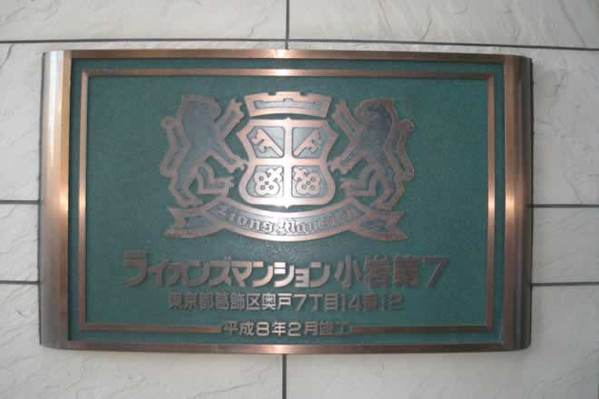 Lions Mansion
ライオンズマンション小岩第7
東京都葛飾区奥戸7丁目14番12
平成8年2月竣工